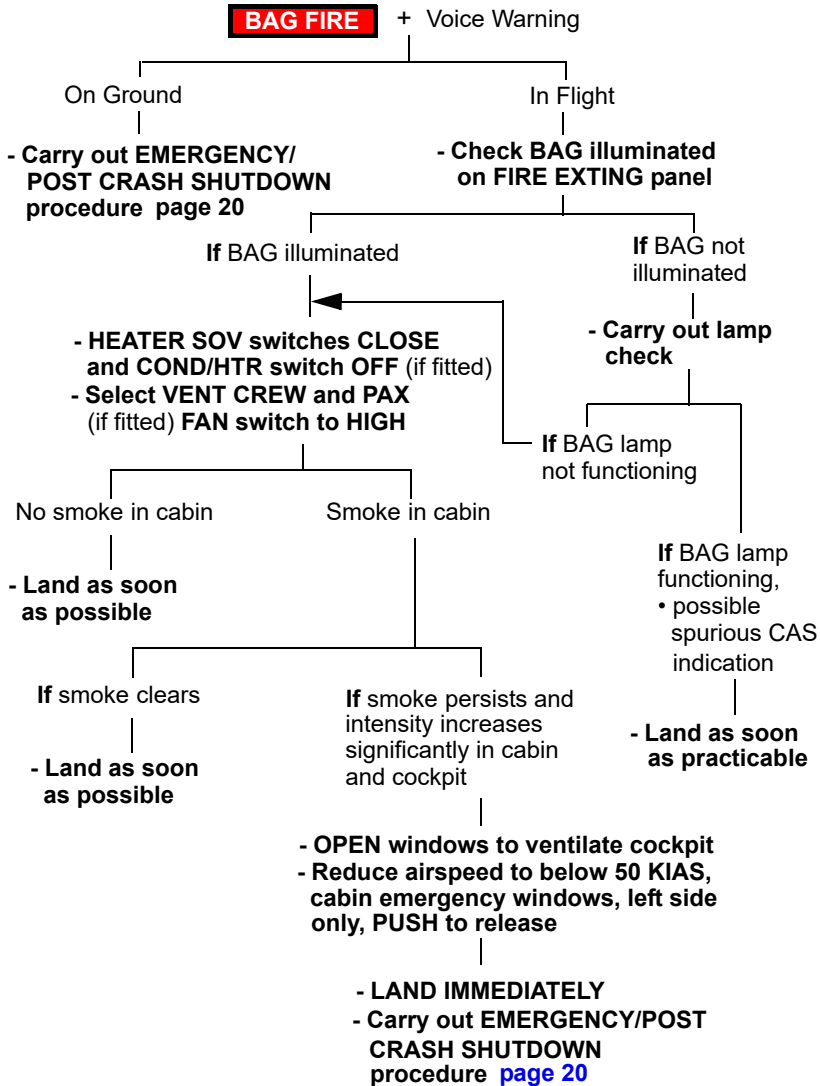 BAG FIRE + Voice Warning
On Ground
- Carry out EMERGENCY/
POST CRASH SHUTDOWN
procedure page 20
In Flight
- Check BAG illuminated
on FIRE EXTING panel
If BAG illuminated
If BAG not
illuminated
- Carry out lamp
check
- HEATER SOV switches CLOSE
and COND/HTR switch OFF (if fitted)
- Select VENT CREW and PAX
(if fitted) FAN switch to HIGH
If BAG lamp
not functioning
No smoke in cabin
- Land as soon
as possible
Smoke in cabin
If BAG lamp
functioning,
• possible
spurious CAS
indication
- Land as soon
as practicable
If smoke clears
- Land as soon
as possible
If smoke persists and
intensity increases
significantly in cabin
and cockpit
- OPEN windows to ventilate cockpit
- Reduce airspeed to below 50 KIAS,
cabin emergency windows, left side
only, PUSH to release
- LAND IMMEDIATELY
- Carry out EMERGENCY/POST
CRASH SHUTDOWN
procedure page 20